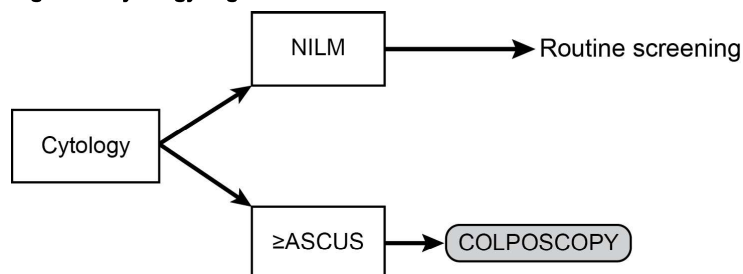 NILM
Routine screening
Cytology
≥ASCUS
COLPOSCOPY